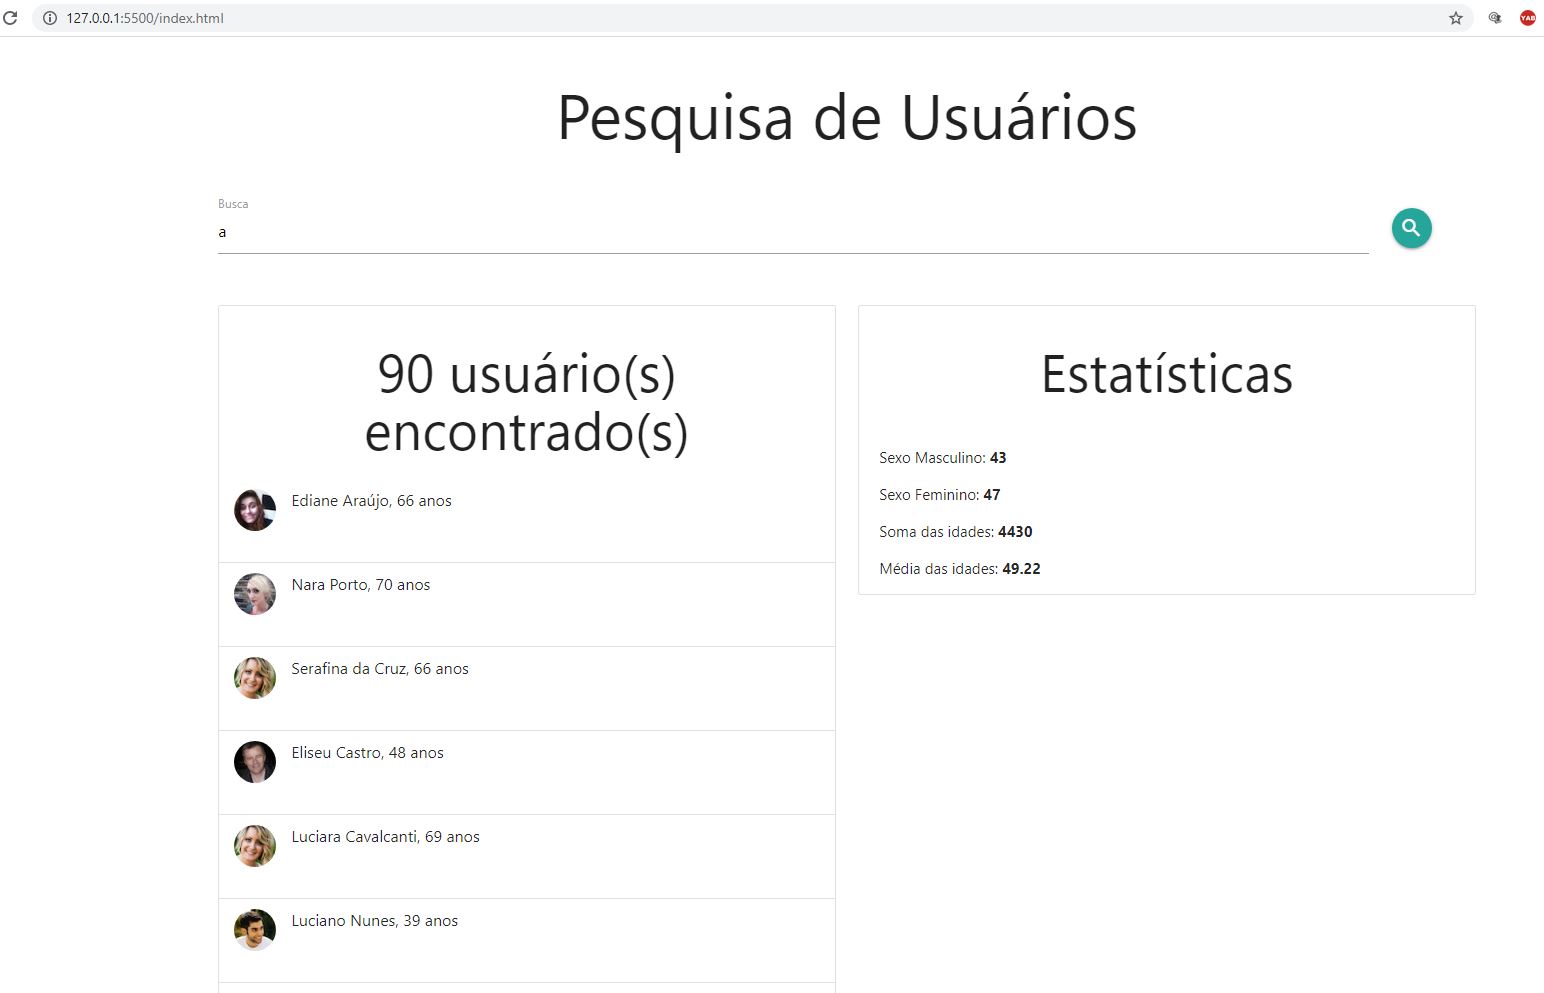 127.0.0.1:5500/index.html
YAB
Pesquisa de Usuários
Busca
a
90 usuário(s)
encontrado(s)
Ediane Araújo, 66 anos
Nara Porto, 70 anos
Serafina da Cruz, 66 anos
Eliseu Castro, 48 anos
Luciara Cavalcanti, 69 anos
Luciano Nunes, 39 anos
Estatísticas
Sexo Masculino: 43
Sexo Feminino: 47
Soma das idades: 4430
Média das idades: 49.22